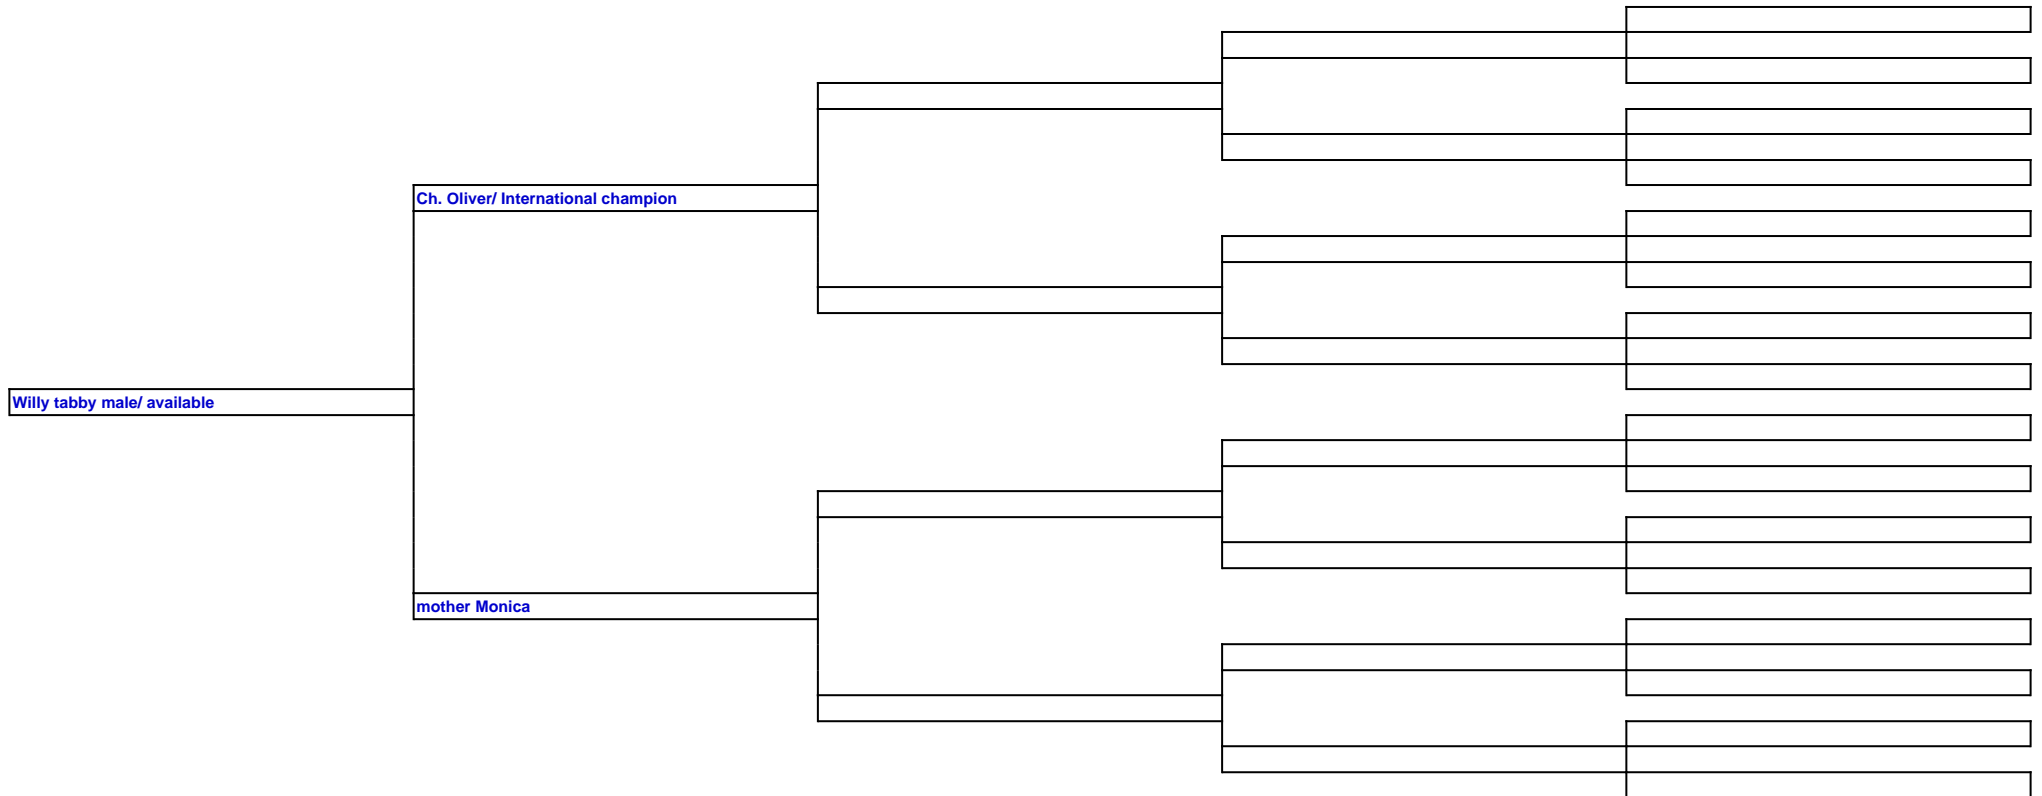 Ch. Oliver/ International champion
Willy tabby male/ available
mother Monica